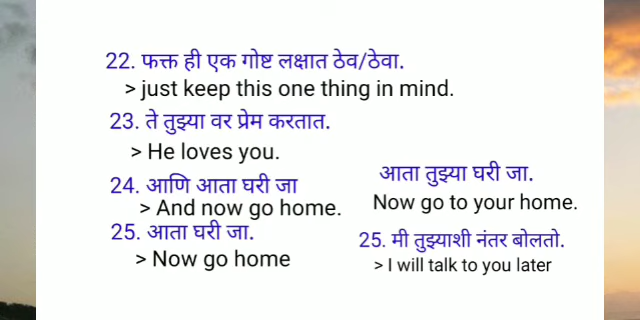 22. फक्त ही एक गोष्ट लक्षात ठेव/ठेवा.
> just keep this one thing in mind.
23. ते तुझ्या वर प्रेम करतात.
> He loves you.
24. आणि आता घरी जा
> And now go home.
25. आता घरी जा.
> Now go home
आता तुझ्या घरी जा.
Now go to your home.
25. मी तुझ्याशी नंतर बोलतो.
> I will talk to you later